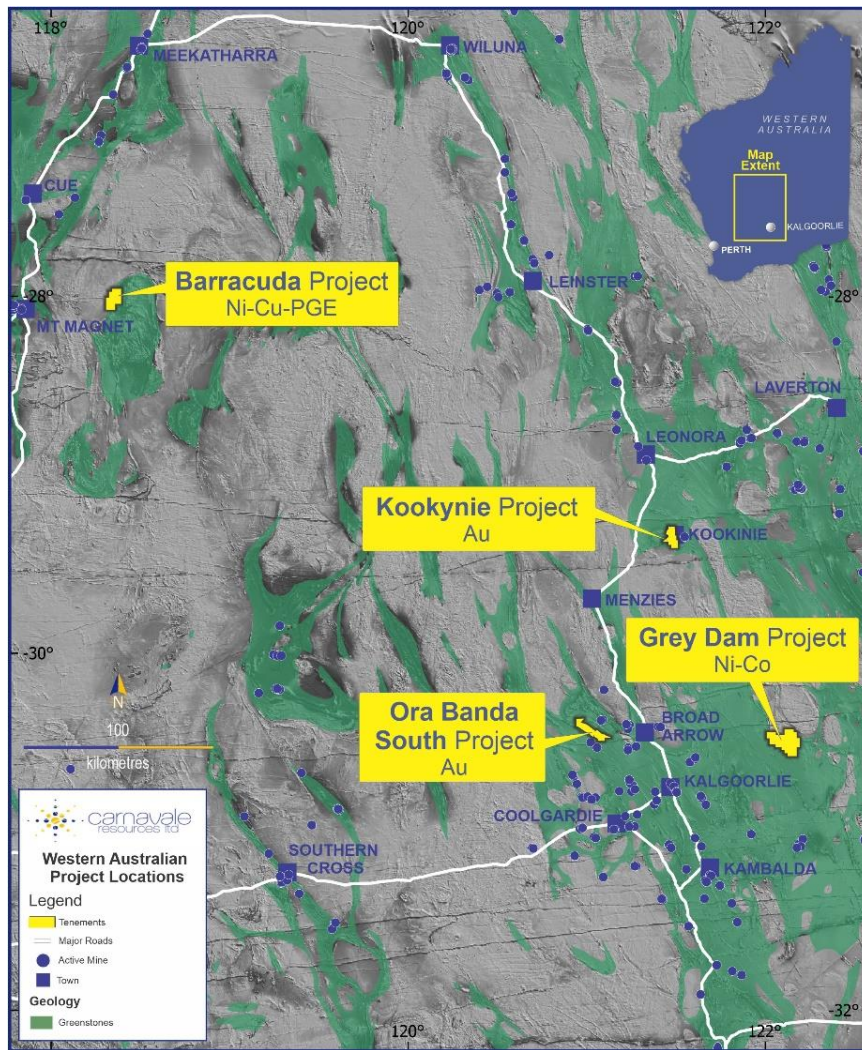 118°
120°
122°
MEEKATHARRA
WILUNA
WESTERN
AUSTRALIA
Map
Extent
KALGOORLIE
PERTH
CUE
Barracuda Project
Ni-Cu-PGE
LEINSTER
-28°
-28°
MT MAGNET
LAVERTON
LEONORA
Kookynie Project
Au
KOOKINIE
MENZIES
Grey Dam Project
Ni-Co
-30°
Ora Banda
South Project
Au
BROAD
ARROW
N
100
kilometres
KALGOORLIE
COOLGARDIE
SOUTHERN
CROSS
KAMBALDA
carnavale
resources ltd
Western Australian
Project Locations
Legend
Tenements
Major Roads
Active Mine
Town
Geology
Greenstones
120°
122°
-32°